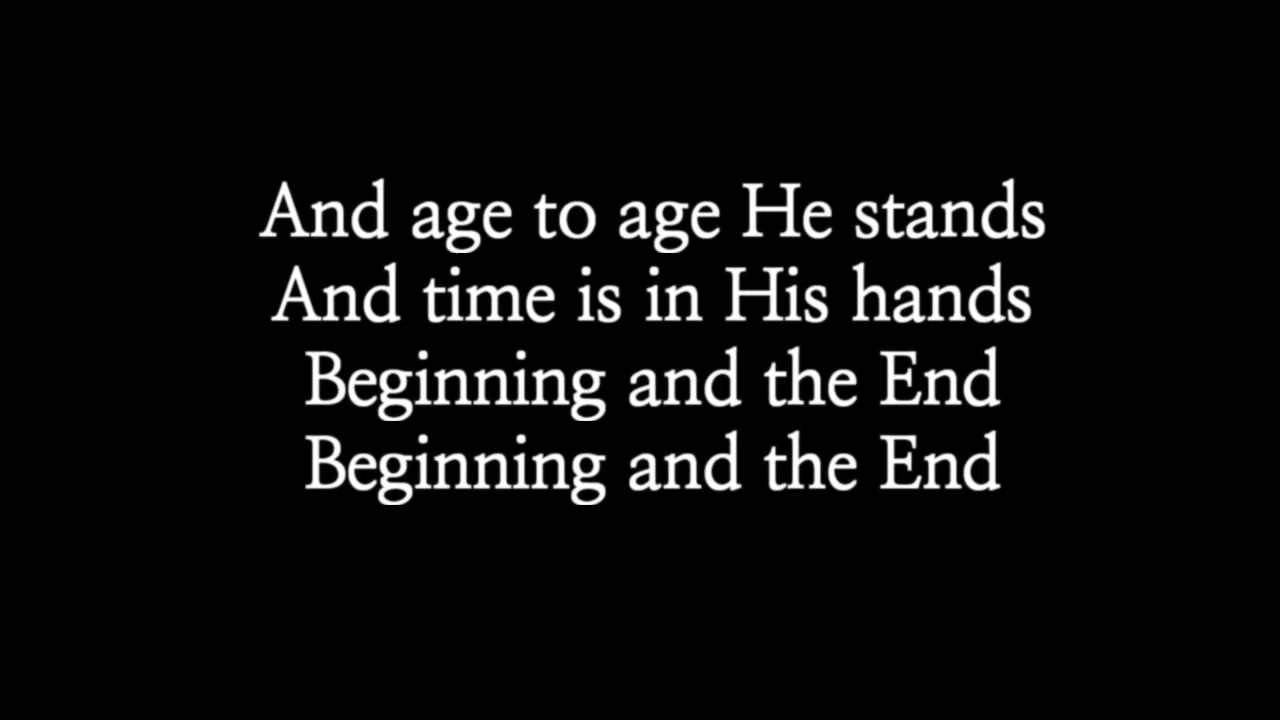 And age to age He stands
And time is in His hands
Beginning and the End
Beginning and the End